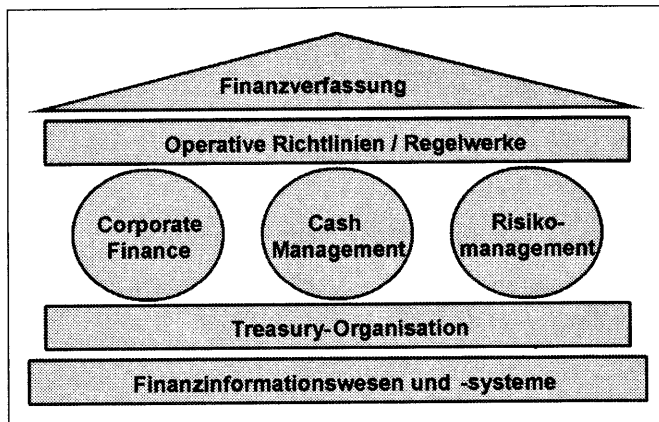 Finanzverfassung
Operative Richtlinien / Regelwerke
Corporate
Finance
Cash
Management
Risiko-
management
Treasury-Organisation
Finanzinformationswesen und -systeme